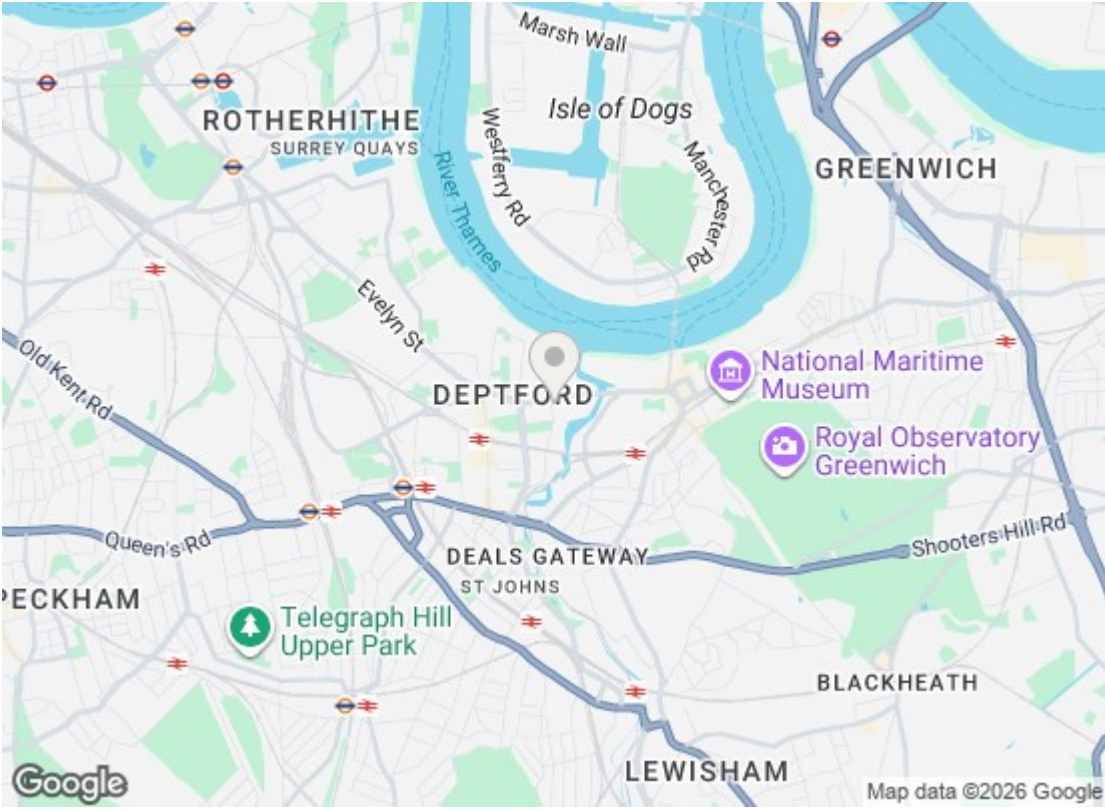 Marsh Wall
Isle of Dogs
ROTHERHITHE
SURREY QUAYS
Westferry Rd
Manchester Rd
River Thames
GREENWICH
Evelyn St
Old Kent Rd
DEPTFORD
National Maritime
Museum
Royal Observatory
Greenwich
Queen's Rd
Shooters Hill Rd
DEALS GATEWAY
ST JOHNS
PECKHAM
Telegraph Hill
Upper Park
BLACKHEATH
LEWISHAM
Google
Map data ©2026 Google